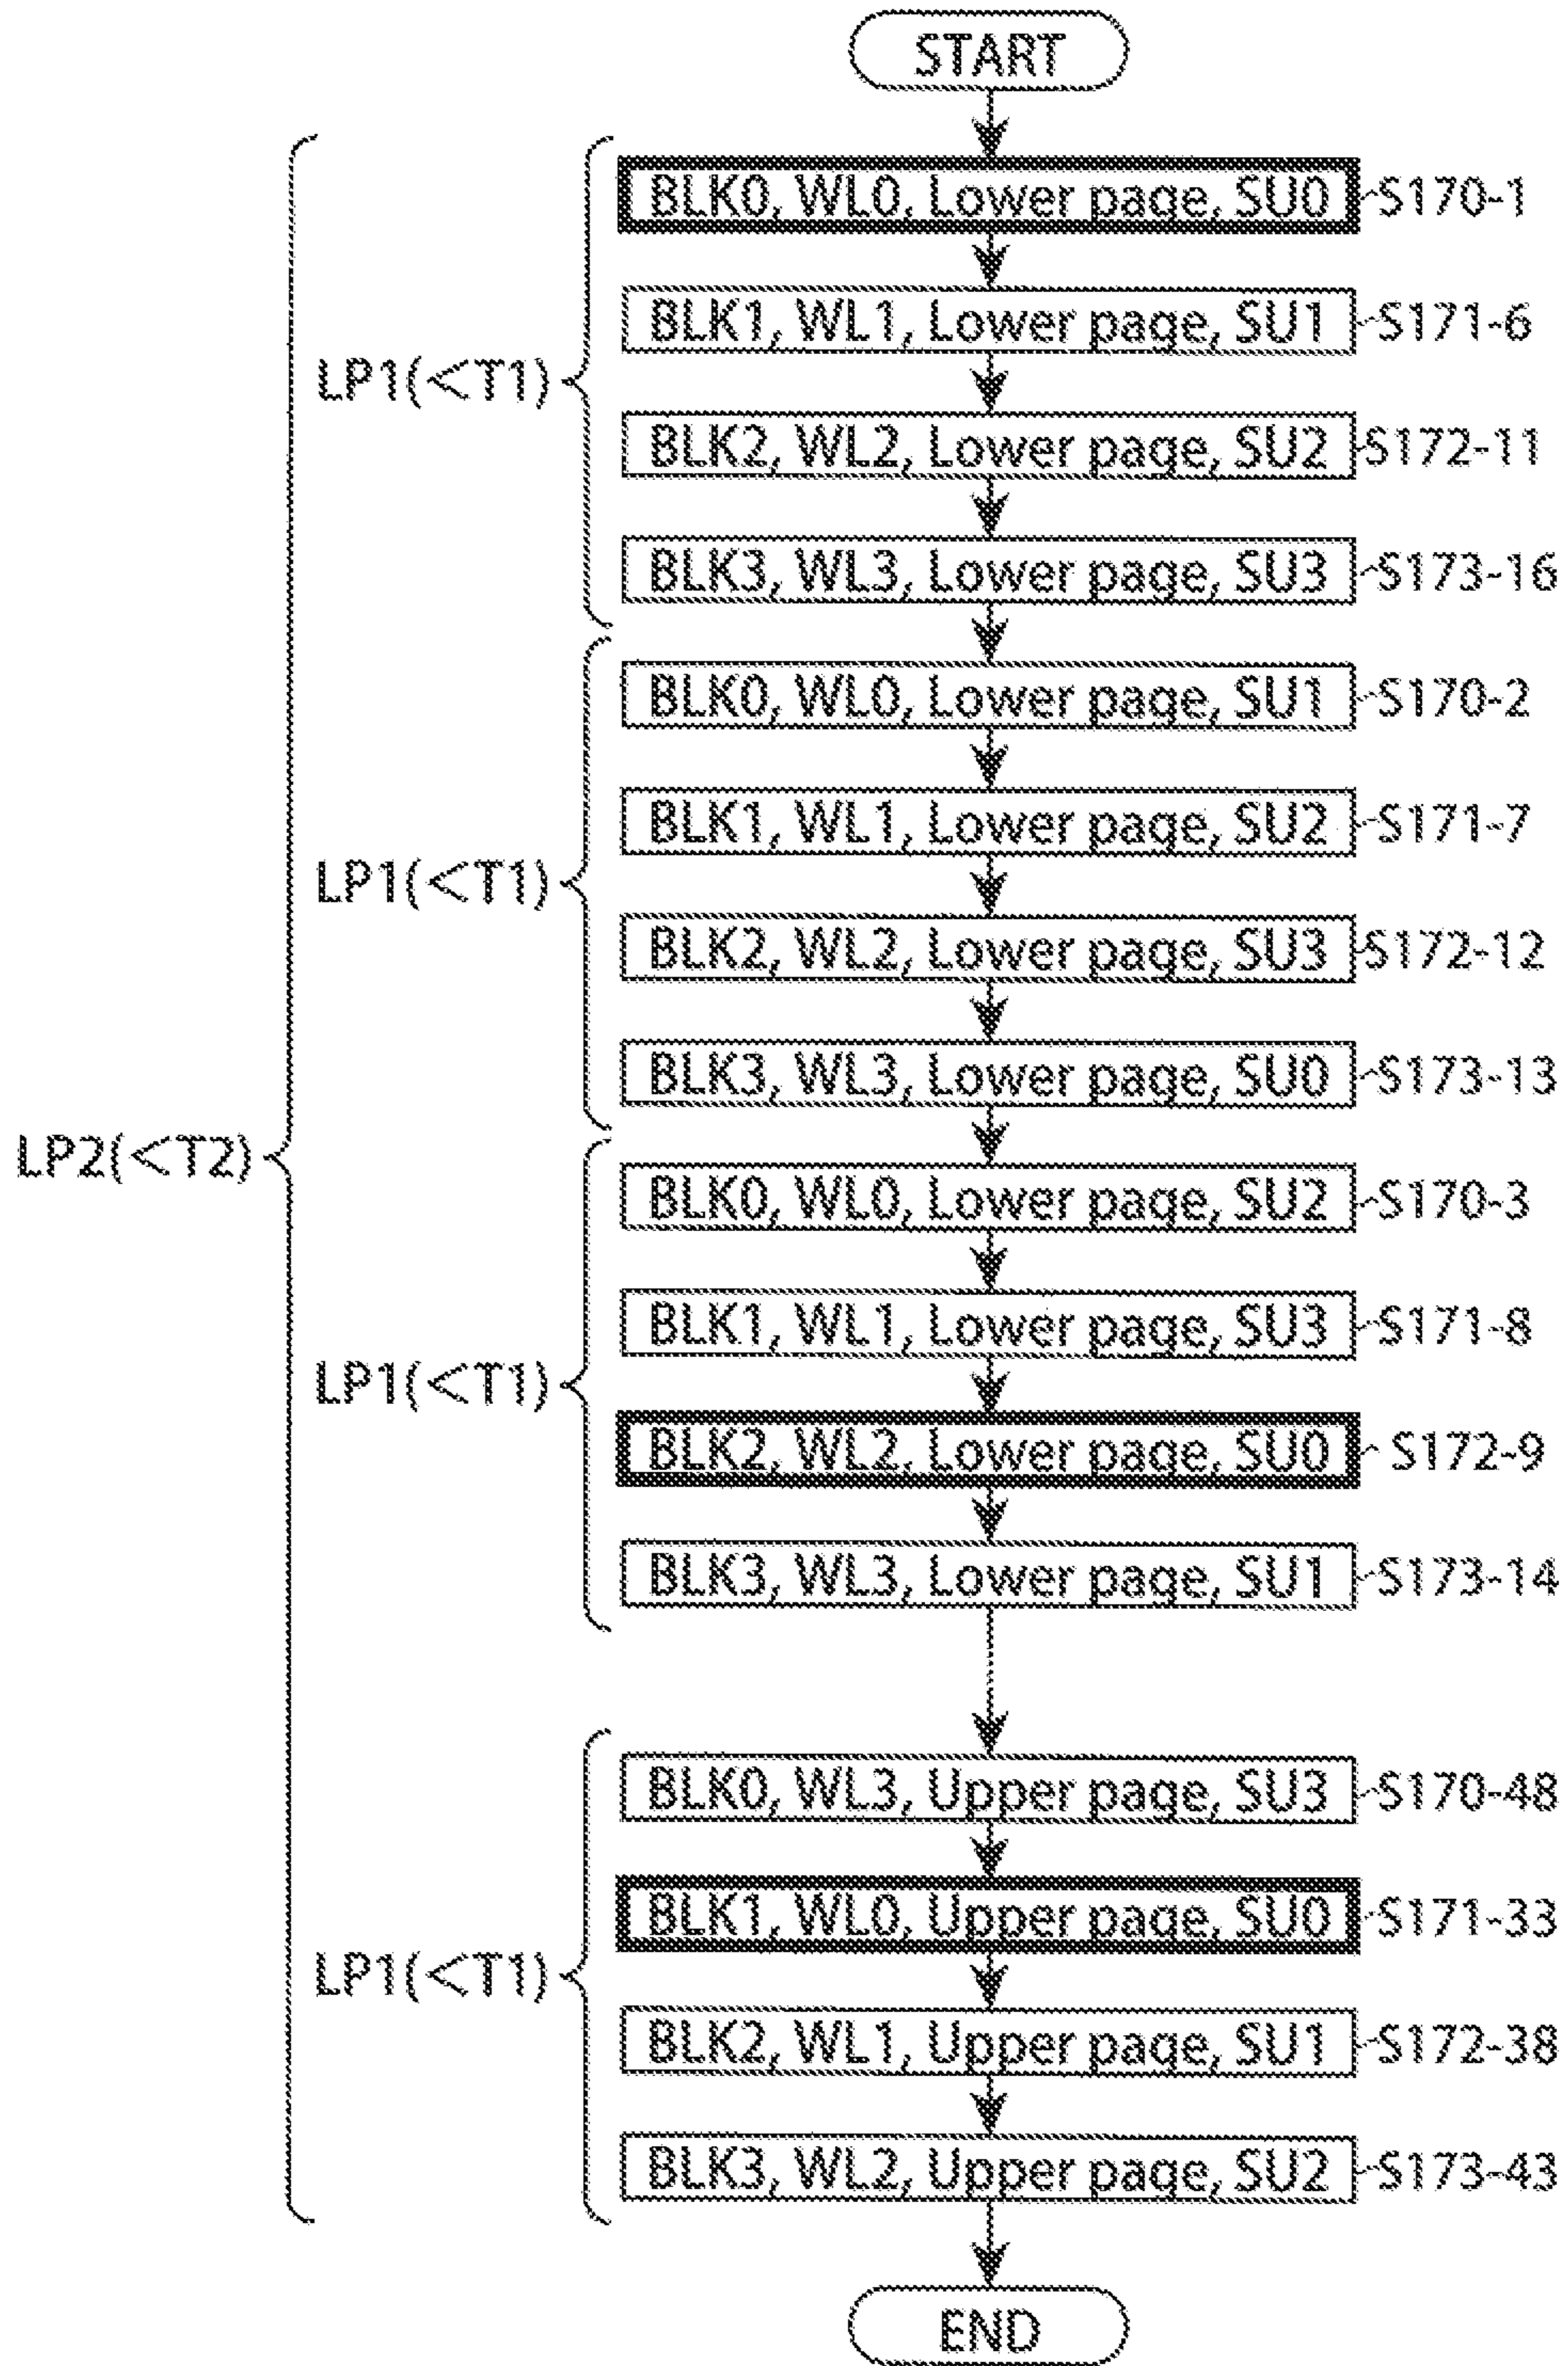 START
BLK0, WL0, Lower page, SU0 S170-1
BLK1, WL1, Lower page, SU1 S171-6
LP1(<T1)
BLK2, WL2, Lower page, SU2 S172-11
BLK3, WL3, Lower page, SU3 S173-16
BLK0, WL0, Lower page, SU1 S170-2
BLK1, WL1, Lower page, SU2 S171-7
LP1(<T1)
BLK2, WL2, Lower page, SU3 S172-12
BLK3, WL3, Lower page, SU0 S173-13
LP2(<T2)
BLK0, WL0, Lower page, SU2 S170-3
BLK1, WL1, Lower page, SU3 S171-8
LP1(<T1)
BLK2, WL2, Lower page, SU0 S172-9
BLK3, WL3, Lower page, SU1 S173-14
BLK0, WL3, Upper page, SU3 S170-48
BLK1, WL0, Upper page, SU0 S171-33
LP1(<T1)
BLK2, WL1, Upper page, SU1 S172-38
BLK3, WL2, Upper page, SU2 S173-43
END